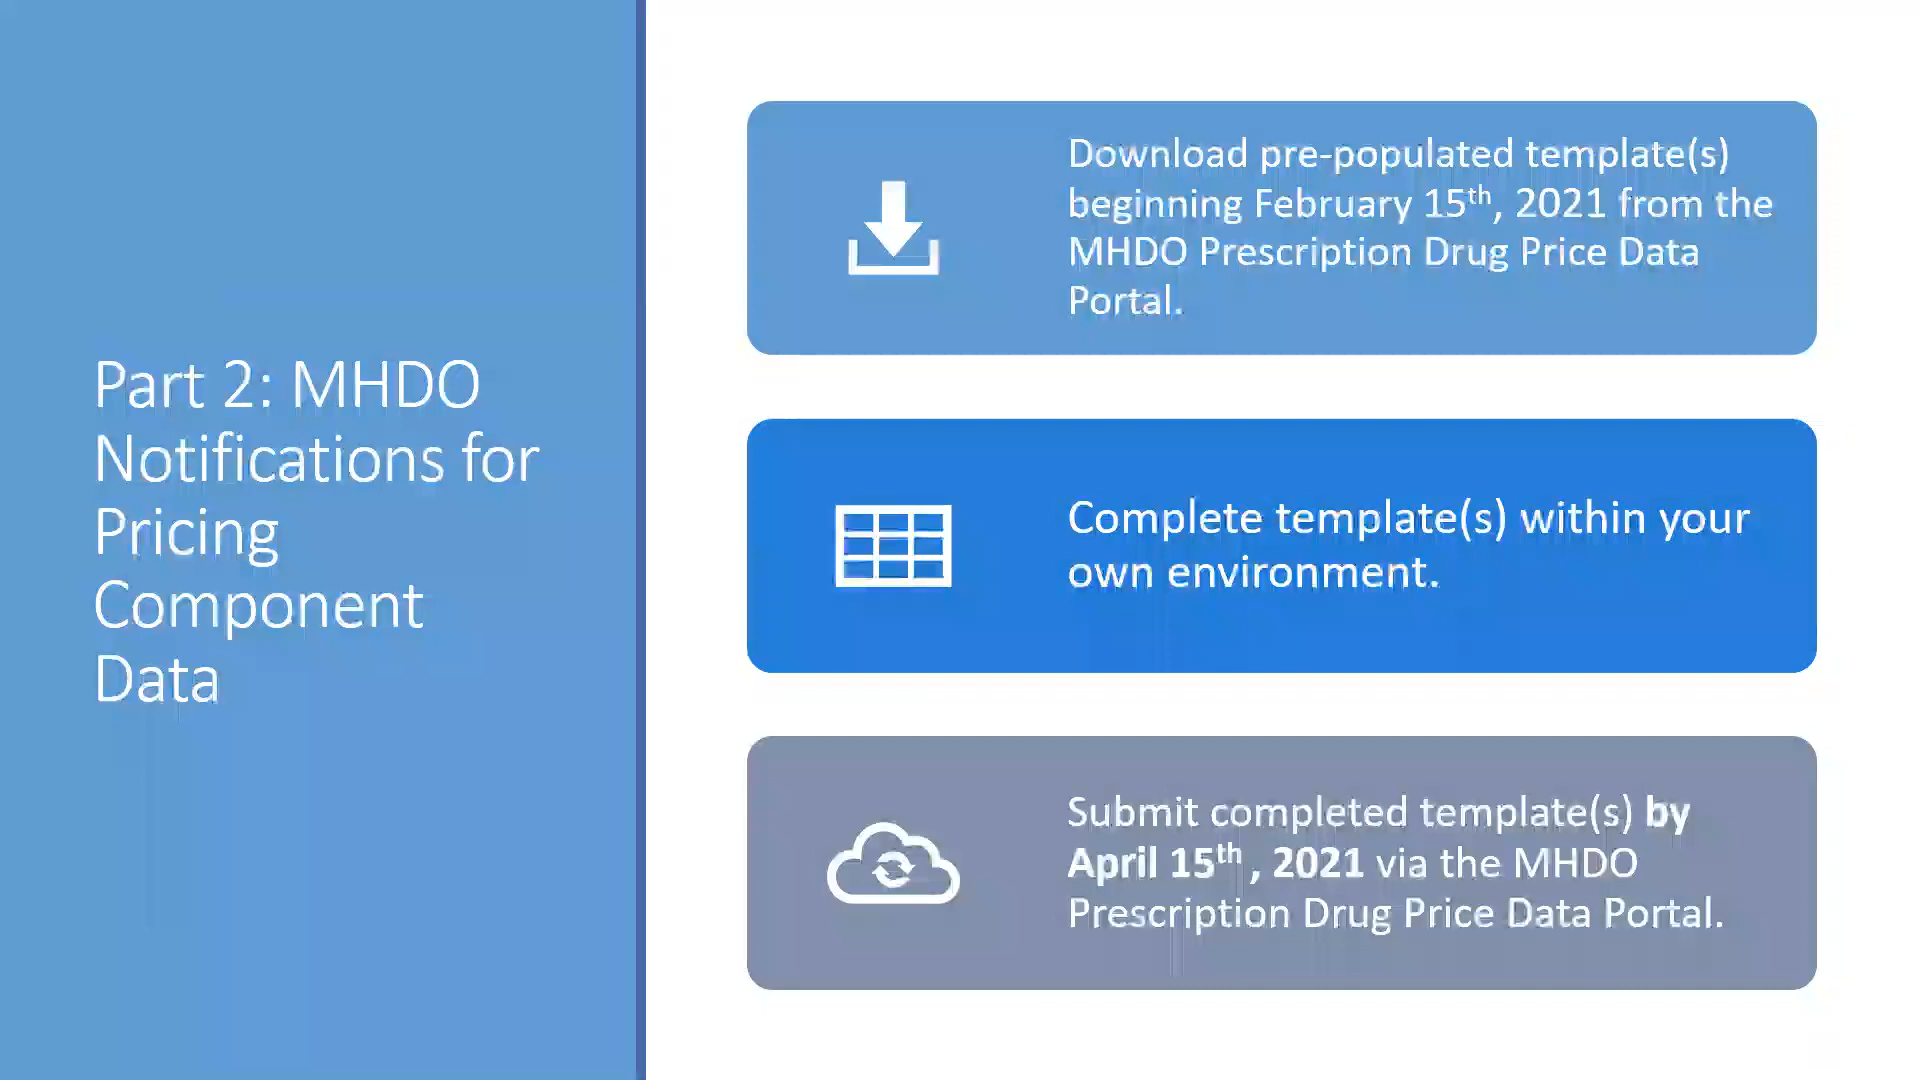 Part 2: MHDO
Notifications for
Pricing
Component
Data
Download pre-populated template(s)
beginning February 15th, 2021 from the
MHDO Prescription Drug Price Data
Portal.
Complete template(s) within your
own environment.
Submit completed template(s) by
April 15th , 2021 via the MHDO
Prescription Drug Price Data Portal.